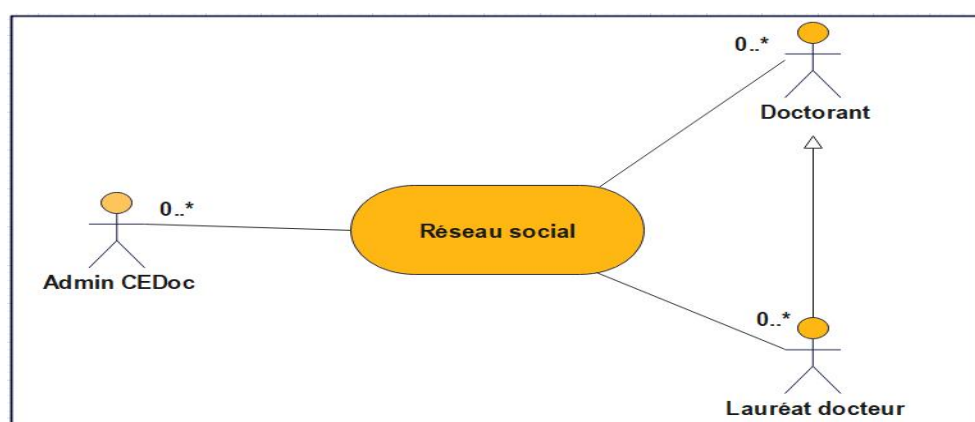 0..*
Doctorant
0..*
Réseau social
Admin CEDoc
0..*
Lauréat docteur